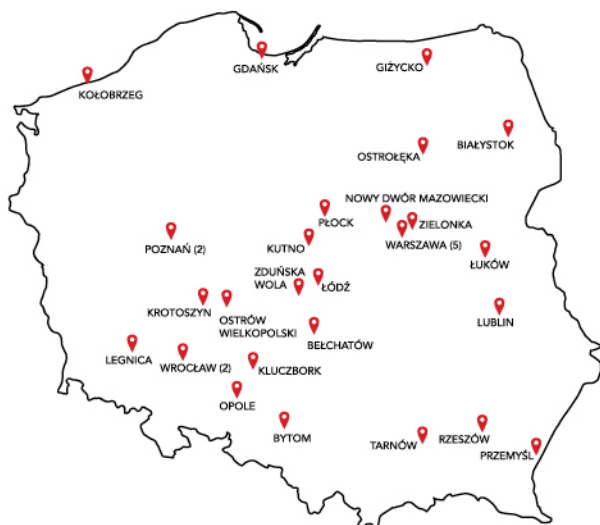 GDAŃSK
GIŻYCKO
KOŁOBRZEG
BIAŁYSTOK
OSTROŁĘKA
NOWY DWÓR MAZOWIECKI
PŁOCK
ZIELONKA
WARSZAWA (5)
POZNAŃ (2)
KUTNO
ŁUKÓW
ZDUŃSKA
WOLA
ŁÓDŹ
KROTOSZYN
OSTRÓW
WIELKOPOLSKI
LUBLIN
BEŁCHATÓW
LEGNICA
WROCŁAW (2)
KLUCZBORK
OPOLE
BYTOM
TARNÓW
RZESZÓW
PRZEMYŚL